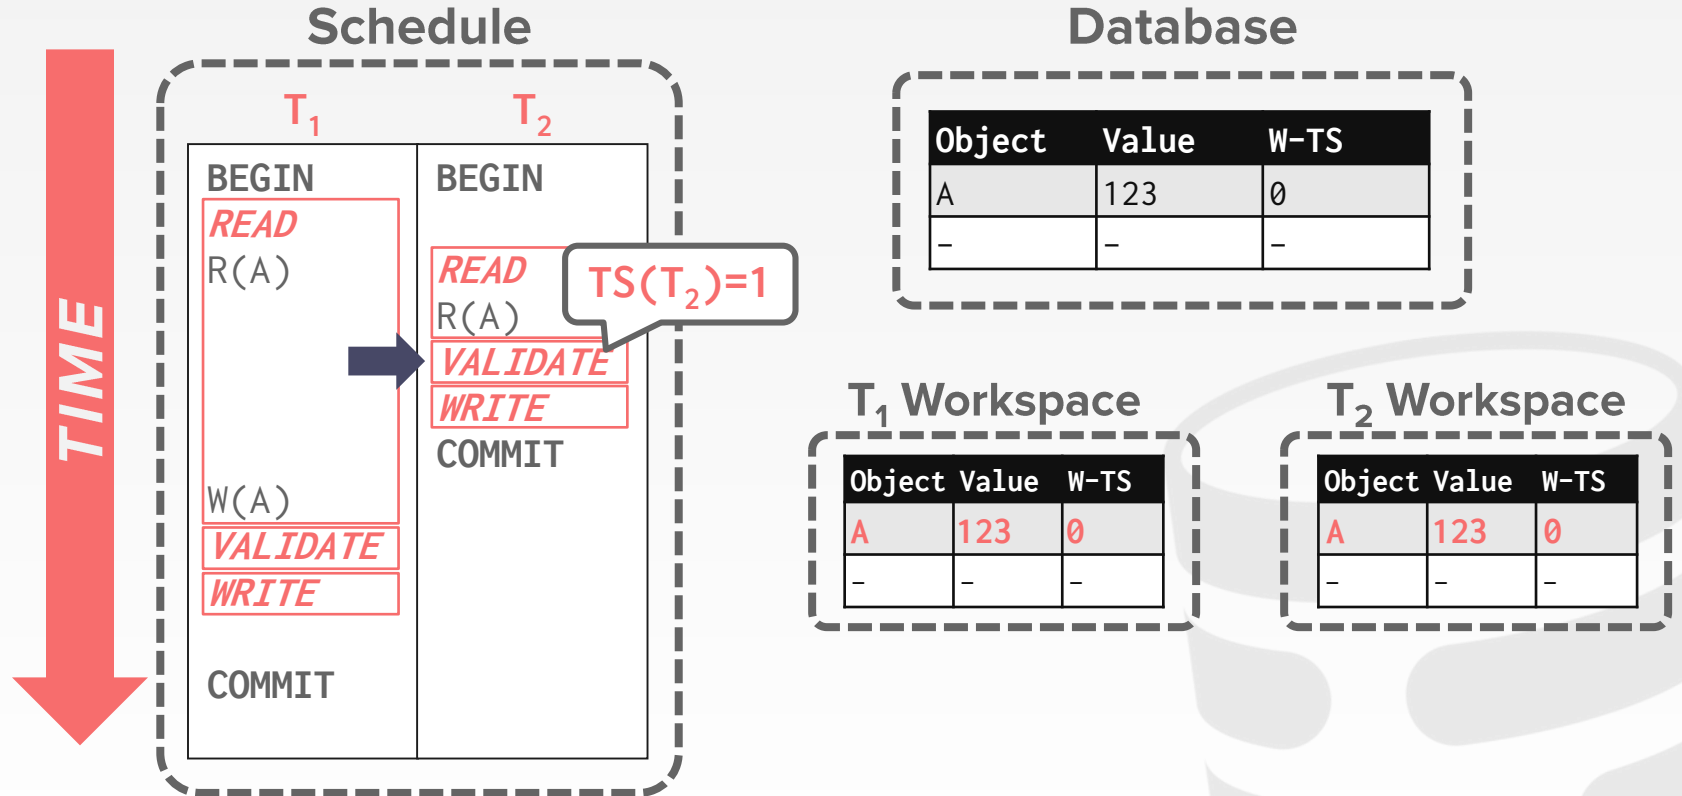 Schedule
TIME
T₁ T₂
BEGIN BEGIN
READ
R(A)
READ
R(A)
TS(T₂)=1
VALIDATE
WRITE
COMMIT
W(A)
VALIDATE
WRITE
COMMIT
Database
Object Value W-TS
A 123 0
– – –
T₁ Workspace
Object Value W-TS
A 123 0
– – –
T₂ Workspace
Object Value W-TS
A 123 0
– – –